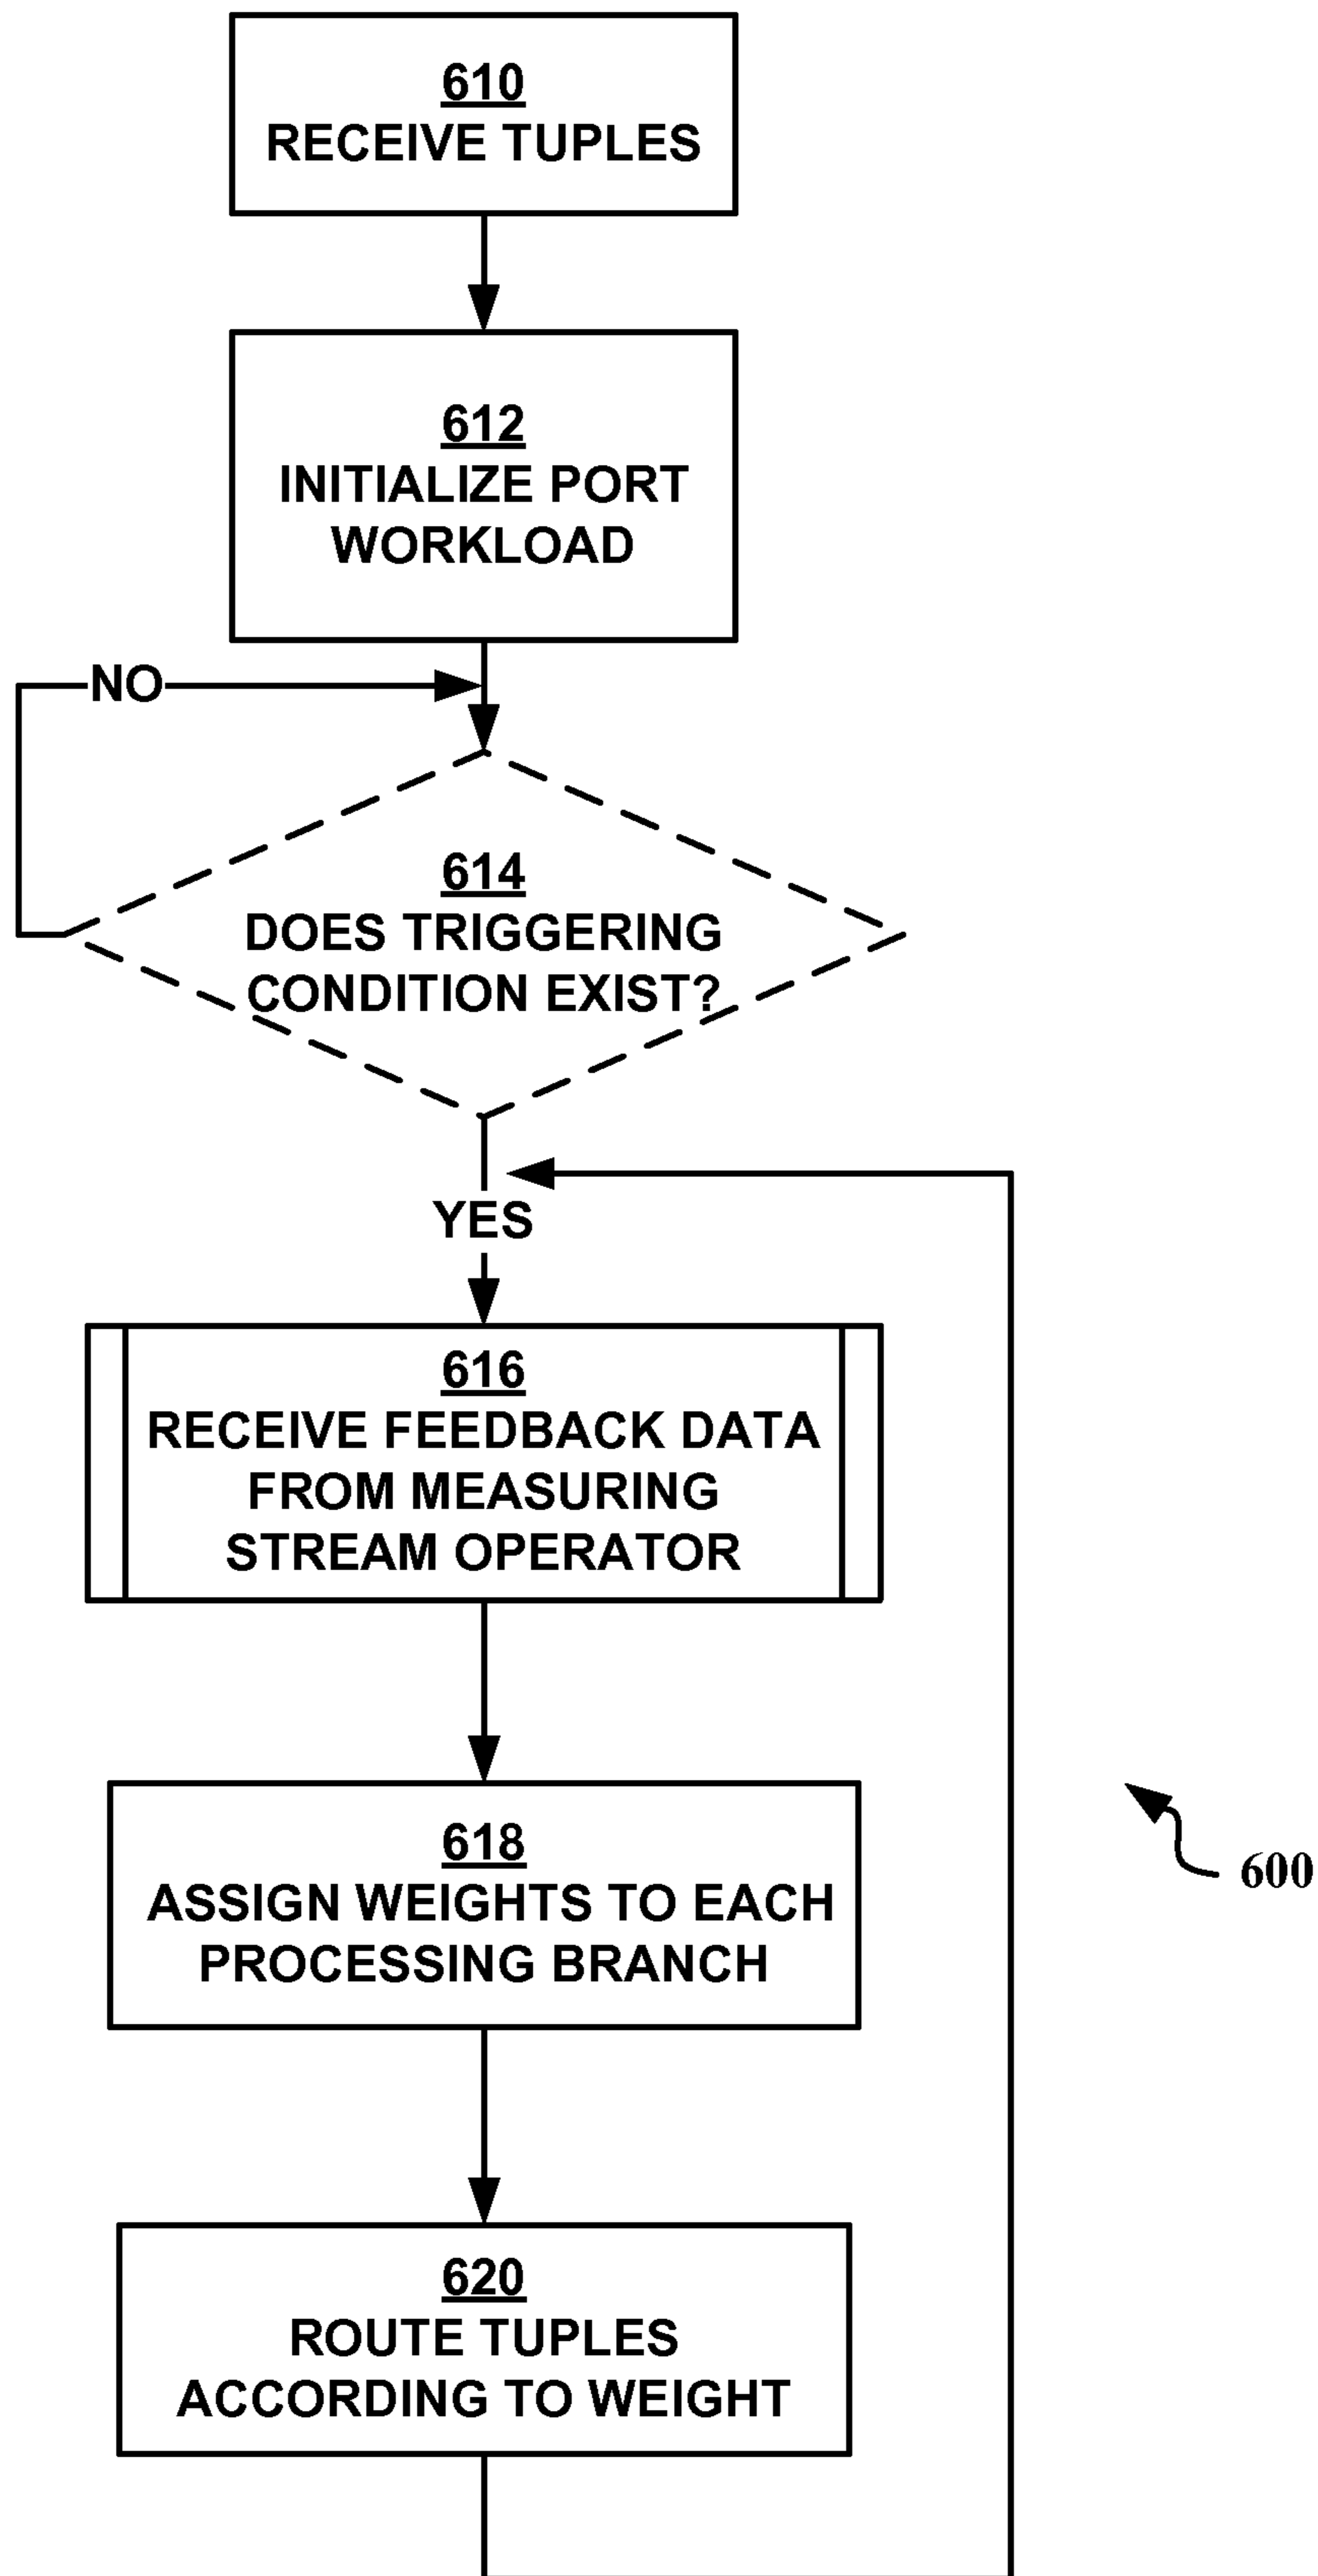 610
RECEIVE TUPLES
612
INITIALIZE PORT
WORKLOAD
NO
614
DOES TRIGGERING
CONDITION EXIST?
YES
616
RECEIVE FEEDBACK DATA
FROM MEASURING
STREAM OPERATOR
618
ASSIGN WEIGHTS TO EACH
PROCESSING BRANCH
600
620
ROUTE TUPLES
ACCORDING TO WEIGHT